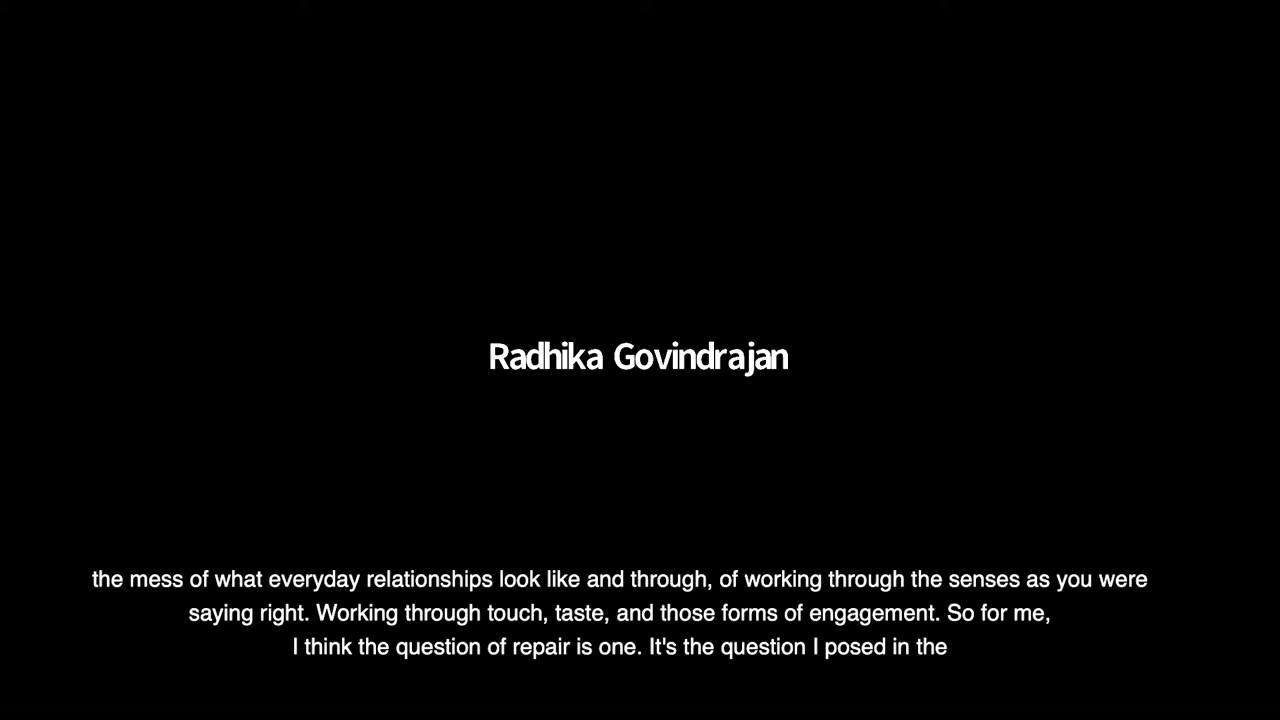 Radhika Govindrajan
the mess of what everyday relationships look like and through, of working through the senses as you were
saying right. Working through touch, taste, and those forms of engagement. So for me,
I think the question of repair is one. It's the question I posed in the